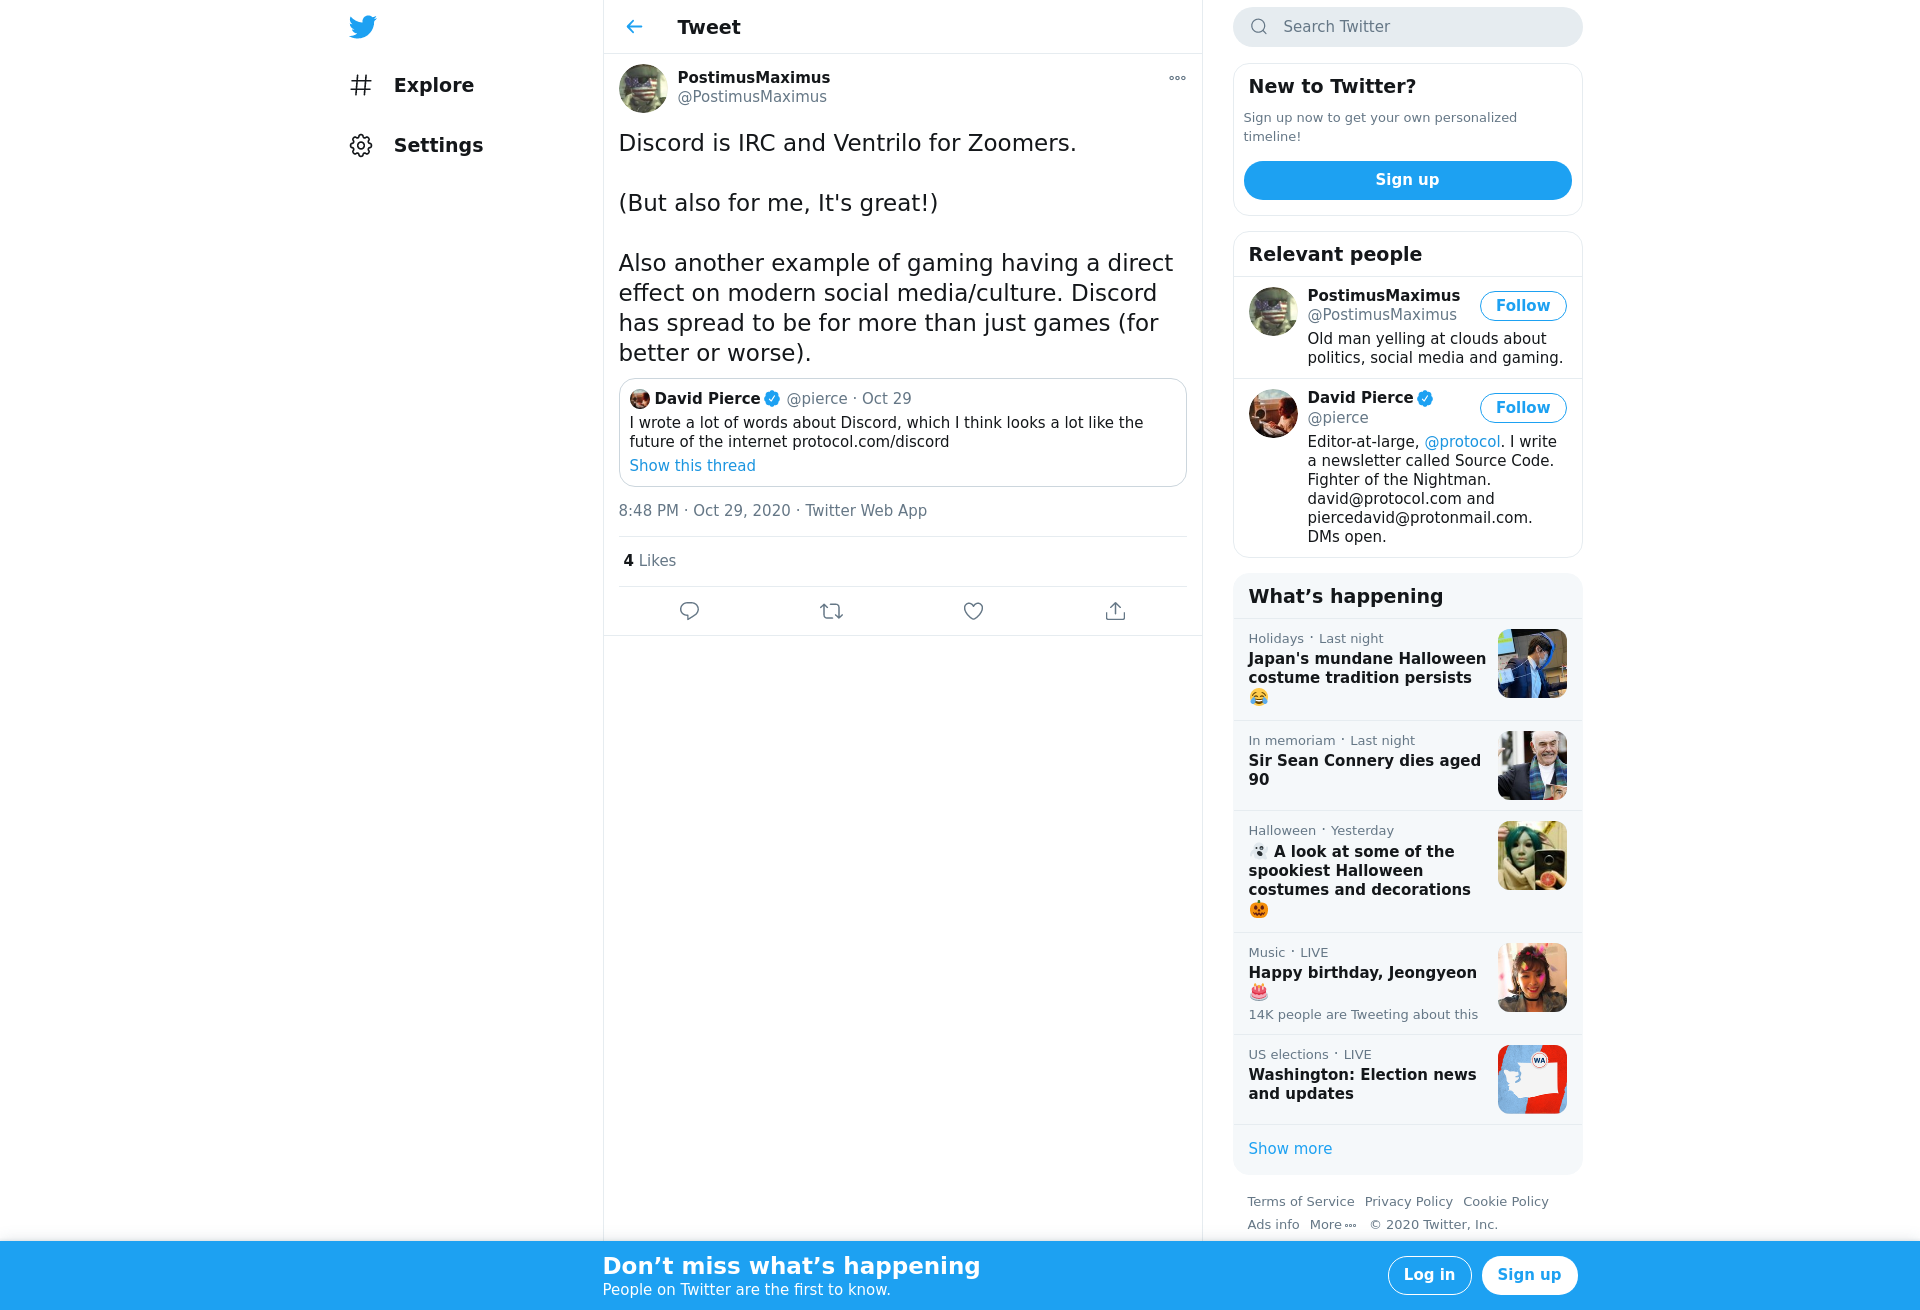 Explore
Settings
Tweet
PostimusMaximus
@PostimusMaximus
Discord is IRC and Ventrilo for Zoomers.
(But also for me, It's great!)
Also another example of gaming having a direct
effect on modern social media/culture. Discord
has spread to be for more than just games (for
better or worse).
David Pierce @pierce · Oct 29
I wrote a lot of words about Discord, which I think looks a lot like the
future of the internet protocol.com/discord
Show this thread
8:48 PM · Oct 29, 2020 · Twitter Web App
4 Likes
Search Twitter
New to Twitter?
Sign up now to get your own personalized
timeline!
Sign up
Relevant people
PostimusMaximus
@PostimusMaximus
Follow
Old man yelling at clouds about
politics, social media and gaming.
David Pierce
@pierce
Follow
Editor-at-large, @protocol. I write
a newsletter called Source Code.
Fighter of the Nightman.
david@protocol.com and
piercedavid@protonmail.com.
DMs open.
What's happening
Holidays · Last night
Japan's mundane Halloween
costume tradition persists
😂
In memoriam · Last night
Sir Sean Connery dies aged
90
Halloween · Yesterday
👻 A look at some of the
spookiest Halloween
costumes and decorations
🎃
Music · LIVE
Happy birthday, Jeongyeon
🎂
14K people are Tweeting about this
US elections · LIVE
Washington: Election news
and updates
WA
Show more
Terms of Service Privacy Policy Cookie Policy
Ads info More © 2020 Twitter, Inc.
Don’t miss what’s happening
People on Twitter are the first to know.
Log in
Sign up